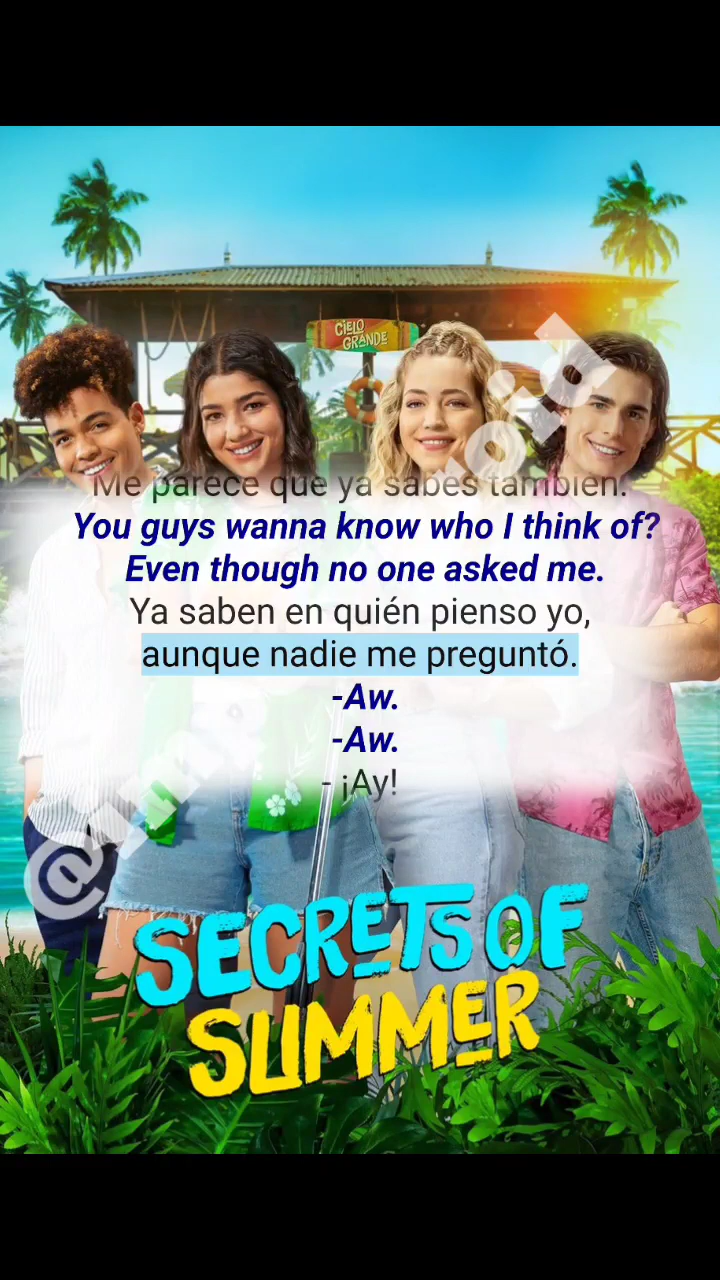 CIELO
GRANDE
Me parece que ya sabes también.
You guys wanna know who I think of?
Even though no one asked me.
Ya saben en quién pienso yo,
aunque nadie me preguntó.
-Aw.
-Aw.
- ¡Ay!
SECRETS OF
SUMMER